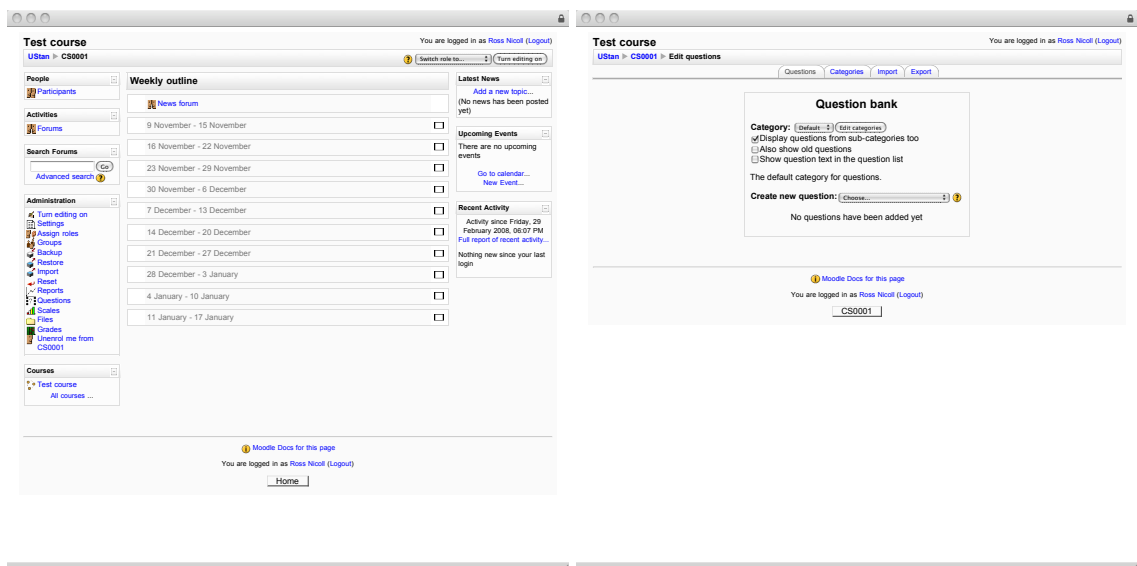 Test course
You are logged in as Ross Nicoll (Logout)
UStan ► CS0001
Switch role to...
Turn editing on
People
Participants
Activities
Forums
Search Forums
Go
Advanced search
Administration
Turn editing on
Settings
Assign roles
Groups
Backup
Restore
Import
Reset
Reports
Questions
Scales
Files
Grades
Unenrol me from
CS0001
Courses
Test course
All courses ...
Weekly outline
News forum
9 November - 15 November
16 November - 22 November
23 November - 29 November
30 November - 6 December
7 December - 13 December
14 December - 20 December
21 December - 27 December
28 December - 3 January
4 January - 10 January
11 January - 17 January
Latest News
Add a new topic...
(No news has been posted
yet)
Upcoming Events
There are no upcoming
events
Go to calendar...
New Event...
Recent Activity
Activity since Friday, 29
February 2008, 06:07 PM
Full report of recent activity...
Nothing new since your last
login
Moodle Docs for this page
You are logged in as Ross Nicoll (Logout)
Home
Test course
You are logged in as Ross Nicoll (Logout)
UStan ► CS0001 ► Edit questions
Questions Categories Import Export
Question bank
Category: Default Edit categories
Display questions from sub-categories too
Also show old questions
Show question text in the question list
The default category for questions.
Create new question: Choose...
No questions have been added yet
Moodle Docs for this page
You are logged in as Ross Nicoll (Logout)
CS0001